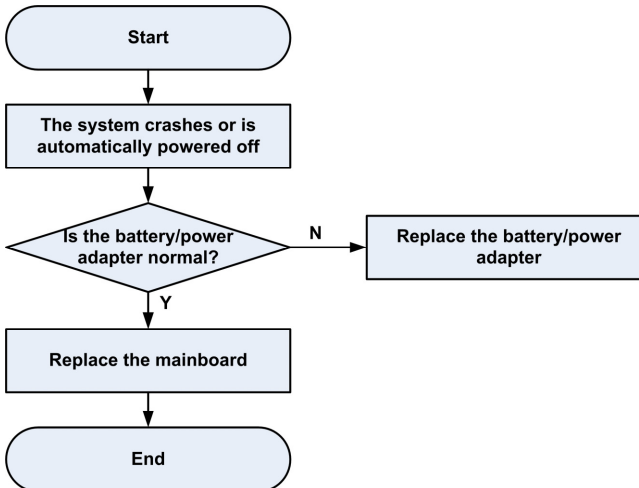 Start
The system crashes or is
automatically powered off
Is the battery/power
adapter normal?
N
Replace the battery/power
adapter
Y
Replace the mainboard
End